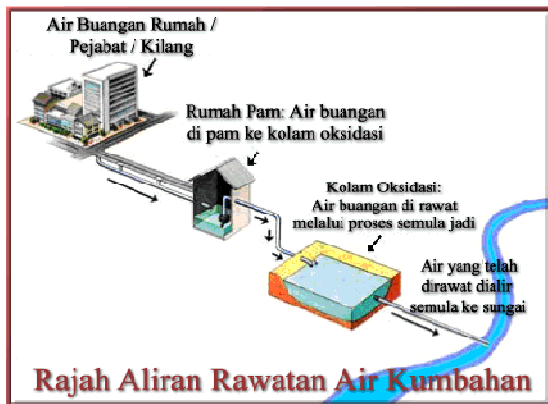 Air Buangan Rumah /
Pejabat / Kilang
Rumah Pam: Air buangan
di pam ke kolam oksidasi
Kolam Oksidasi:
Air buangan di rawat
melalui proses semula jadi
Air yang telah
dirawat dialir
semula ke sungai
Rajah Aliran Rawatan Air Kumbahan